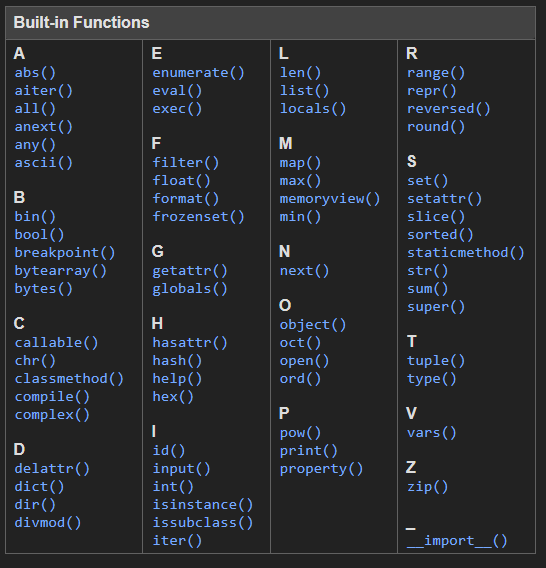 Built-in Functions
A
abs()
aiter()
all()
anext()
any()
ascii()
B
bin()
bool()
breakpoint()
bytearray()
bytes()
C
callable()
chr()
classmethod()
compile()
complex()
D
delattr()
dict()
dir()
divmod()
E
enumerate()
eval()
exec()
F
filter()
float()
format()
frozenset()
G
getattr()
globals()
H
hasattr()
hash()
help()
hex()
I
id()
input()
int()
isinstance()
issubclass()
iter()
L
len()
list()
locals()
M
map()
max()
memoryview()
min()
N
next()
O
object()
oct()
open()
ord()
P
pow()
print()
property()
R
range()
repr()
reversed()
round()
S
set()
setattr()
slice()
sorted()
staticmethod()
str()
sum()
super()
T
tuple()
type()
V
vars()
Z
zip()
_
__import__()